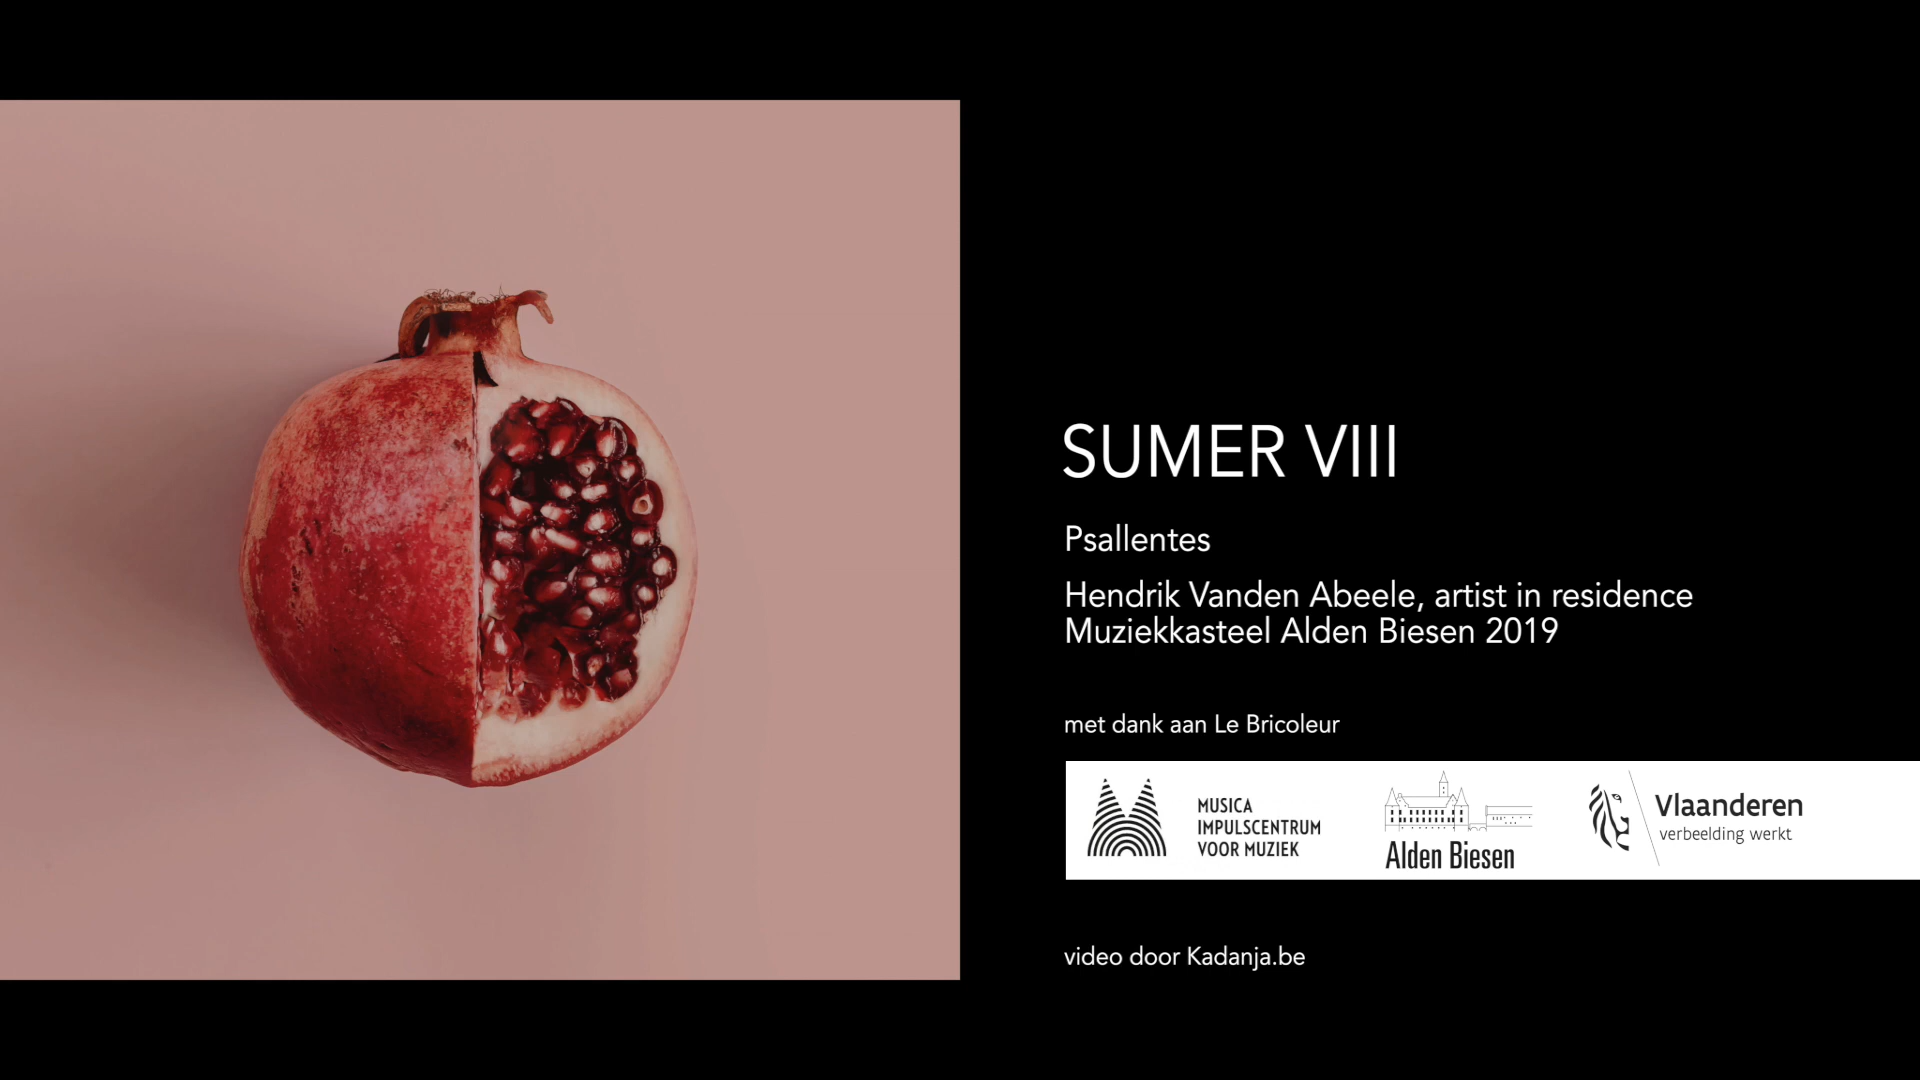 SUMER VIII
Psallentes
Hendrik Vanden Abeele, artist in residence
Muziekkasteel Alden Biesen 2019
met dank aan Le Bricoleur
MUSICA
IMPULSCENTRUM
VOOR MUZIEK
Alden Biesen
Vlaanderen
verbeelding werkt
video door Kadanja.be